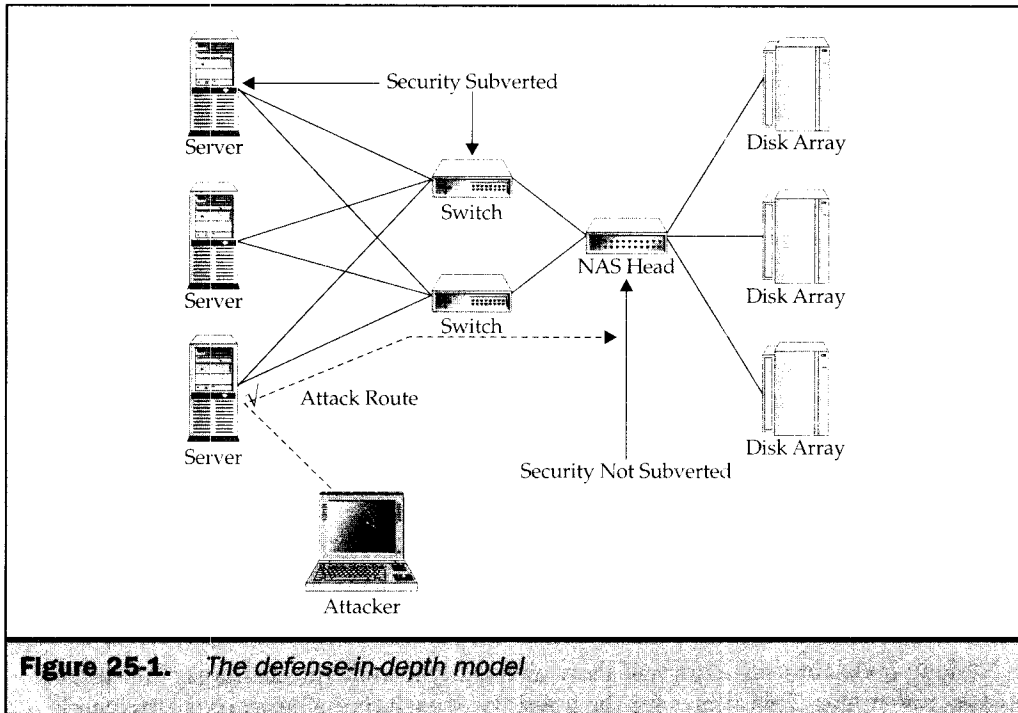 Security Subverted
Server
Disk Array
Switch
Server
NAS Head
Disk Array
Switch
Attack Route
Server
Disk Array
Security Not Subverted
Attacker
Figure 25-1. The defense-in-depth model